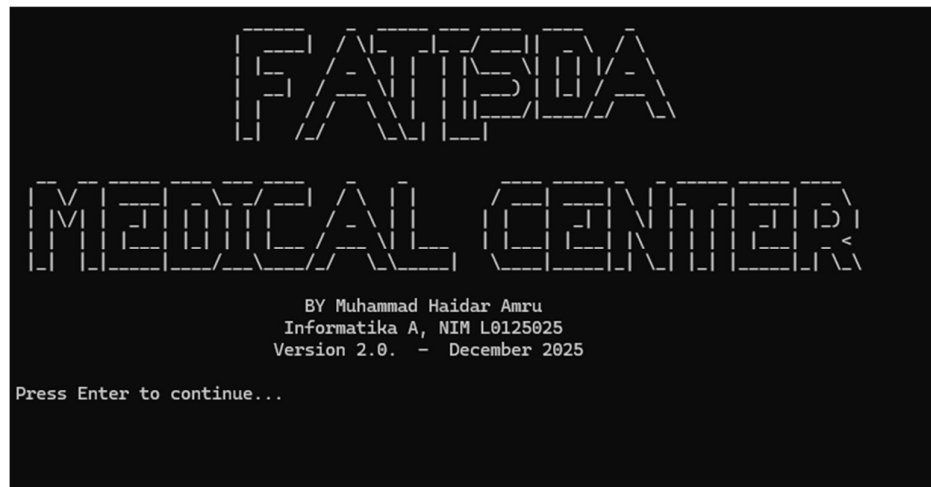 FATISDA
MEDICAL CENTER
BY Muhammad Haidar Amru
Informatika A, NIM L0125025
Version 2.0. - December 2025
Press Enter to continue...